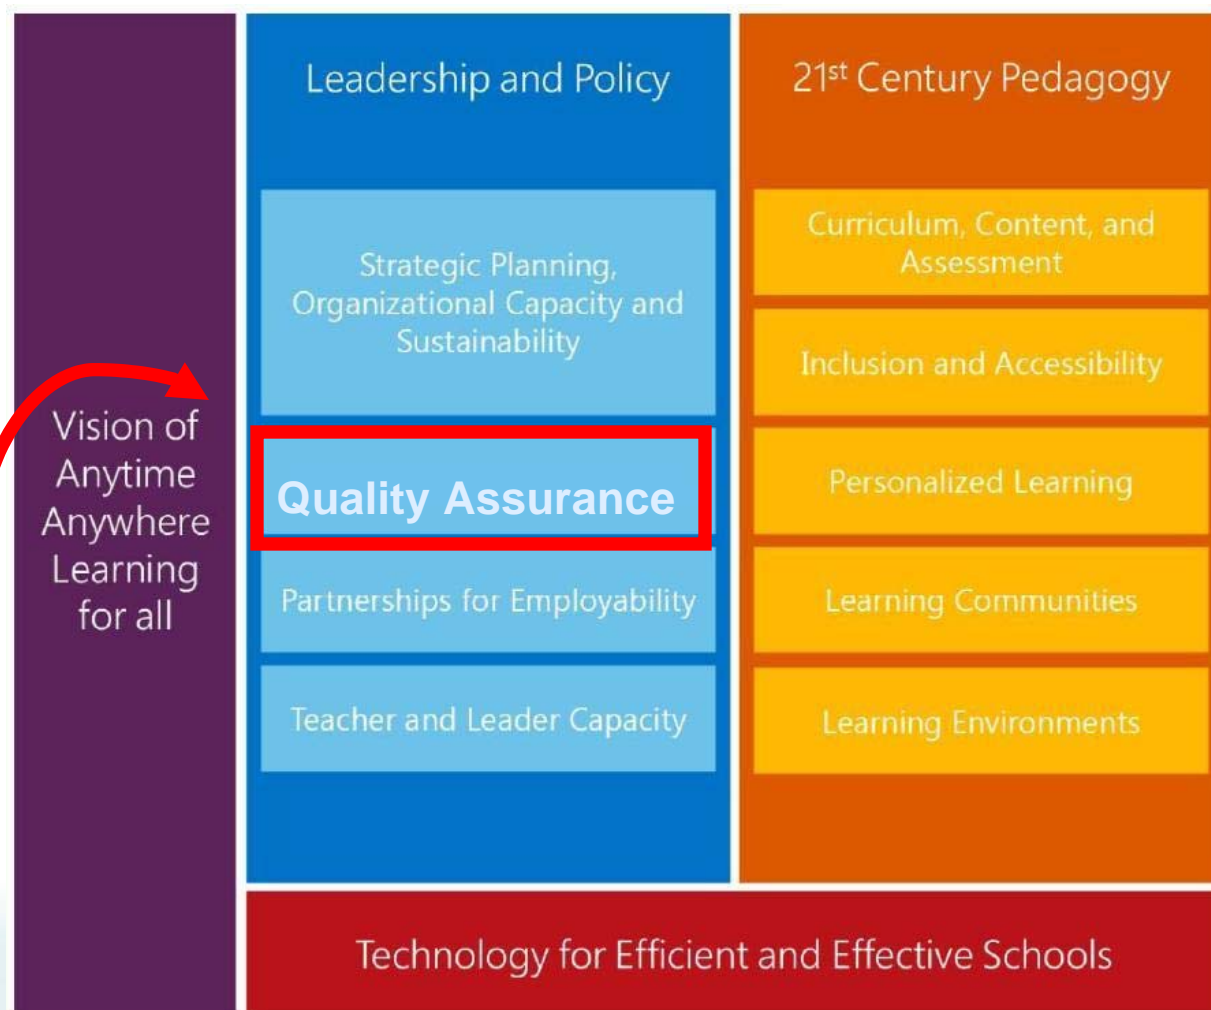 Leadership and Policy
21st Century Pedagogy
Strategic Planning,
Organizational Capacity and
Sustainability
Quality Assurance
Partnerships for Employability
Teacher and Leader Capacity
Curriculum, Content, and
Assessment
Inclusion and Accessibility
Personalized Learning
Learning Communities
Learning Environments
Vision of
Anytime
Anywhere
Learning
for all
Technology for Efficient and Effective Schools